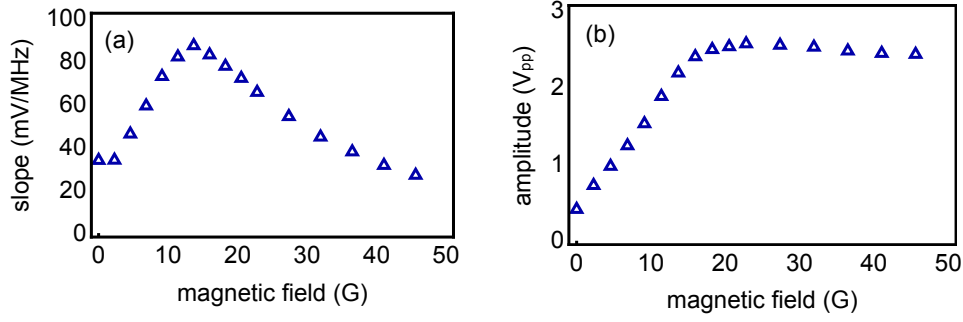 (a)
slope (mV/MHz)
100
80
60
40
20
0
0 10 20 30 40 50
magnetic field (G)
(b)
amplitude (Vpp)
3
2
1
0
0 10 20 30 40 50
magnetic field (G)